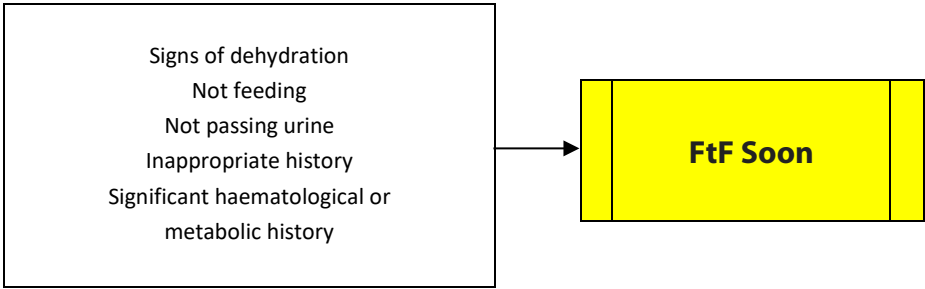 Signs of dehydration
Not feeding
Not passing urine
Inappropriate history
Significant haematological or
metabolic history
FtF Soon